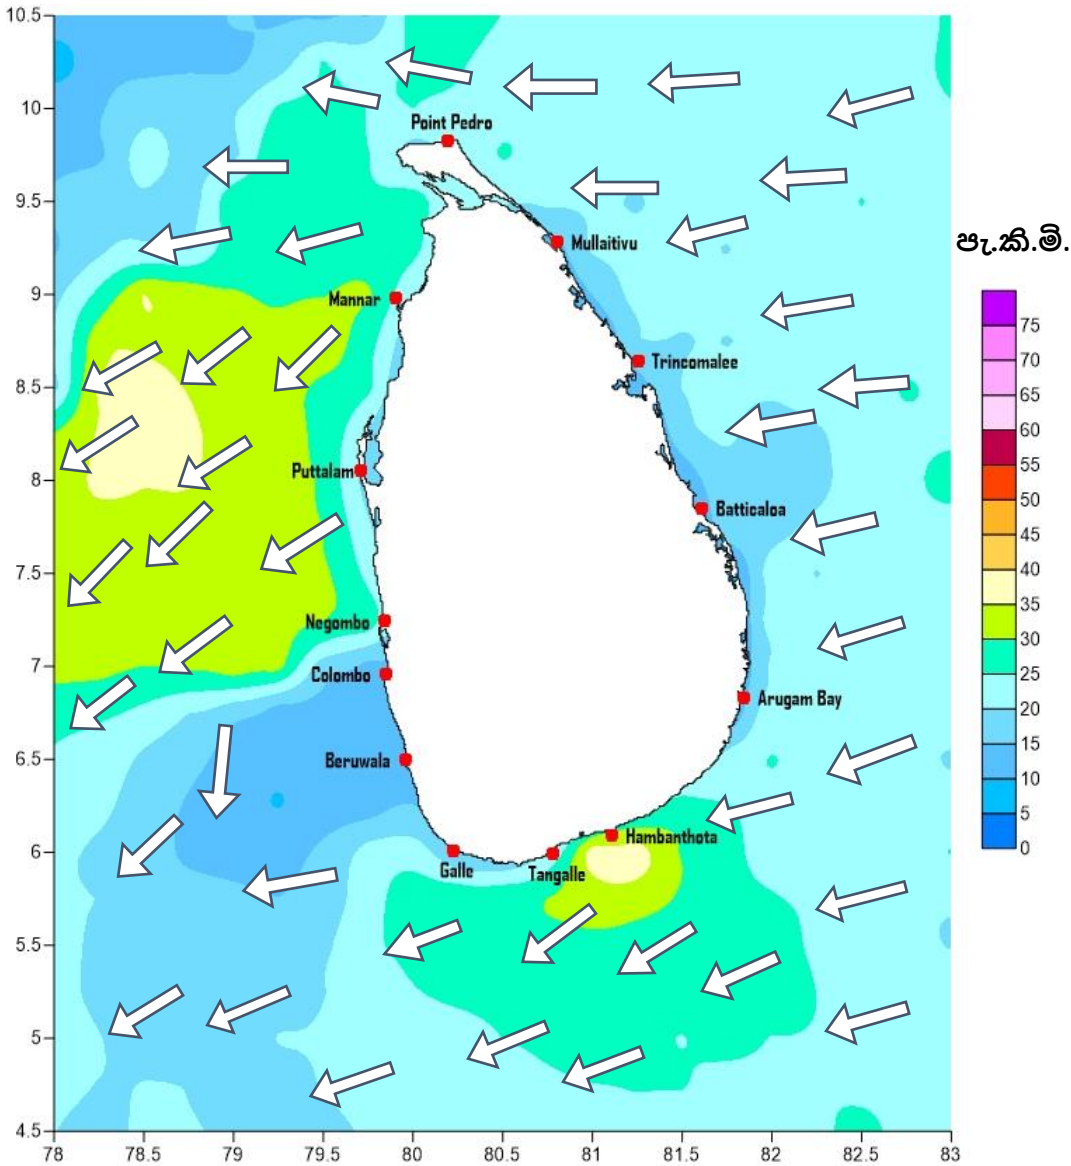 10.5
10
Point Pedro
9.5
Mullaitivu
පැ.කි.මි.
9
Mannar
75
70
Trincomalee
65
8.5
60
55
8
Puttalam
50
Batticaloa
45
40
7.5
35
Negombo
30
7
Colombo
25
Arugam Bay
20
6.5
Beruwala
15
10
5
Hambanthota
6
0
Galle
Tangalle
5.5
5
4.5
78 78.5 79 79.5 80 80.5 81 81.5 82 82.5 83